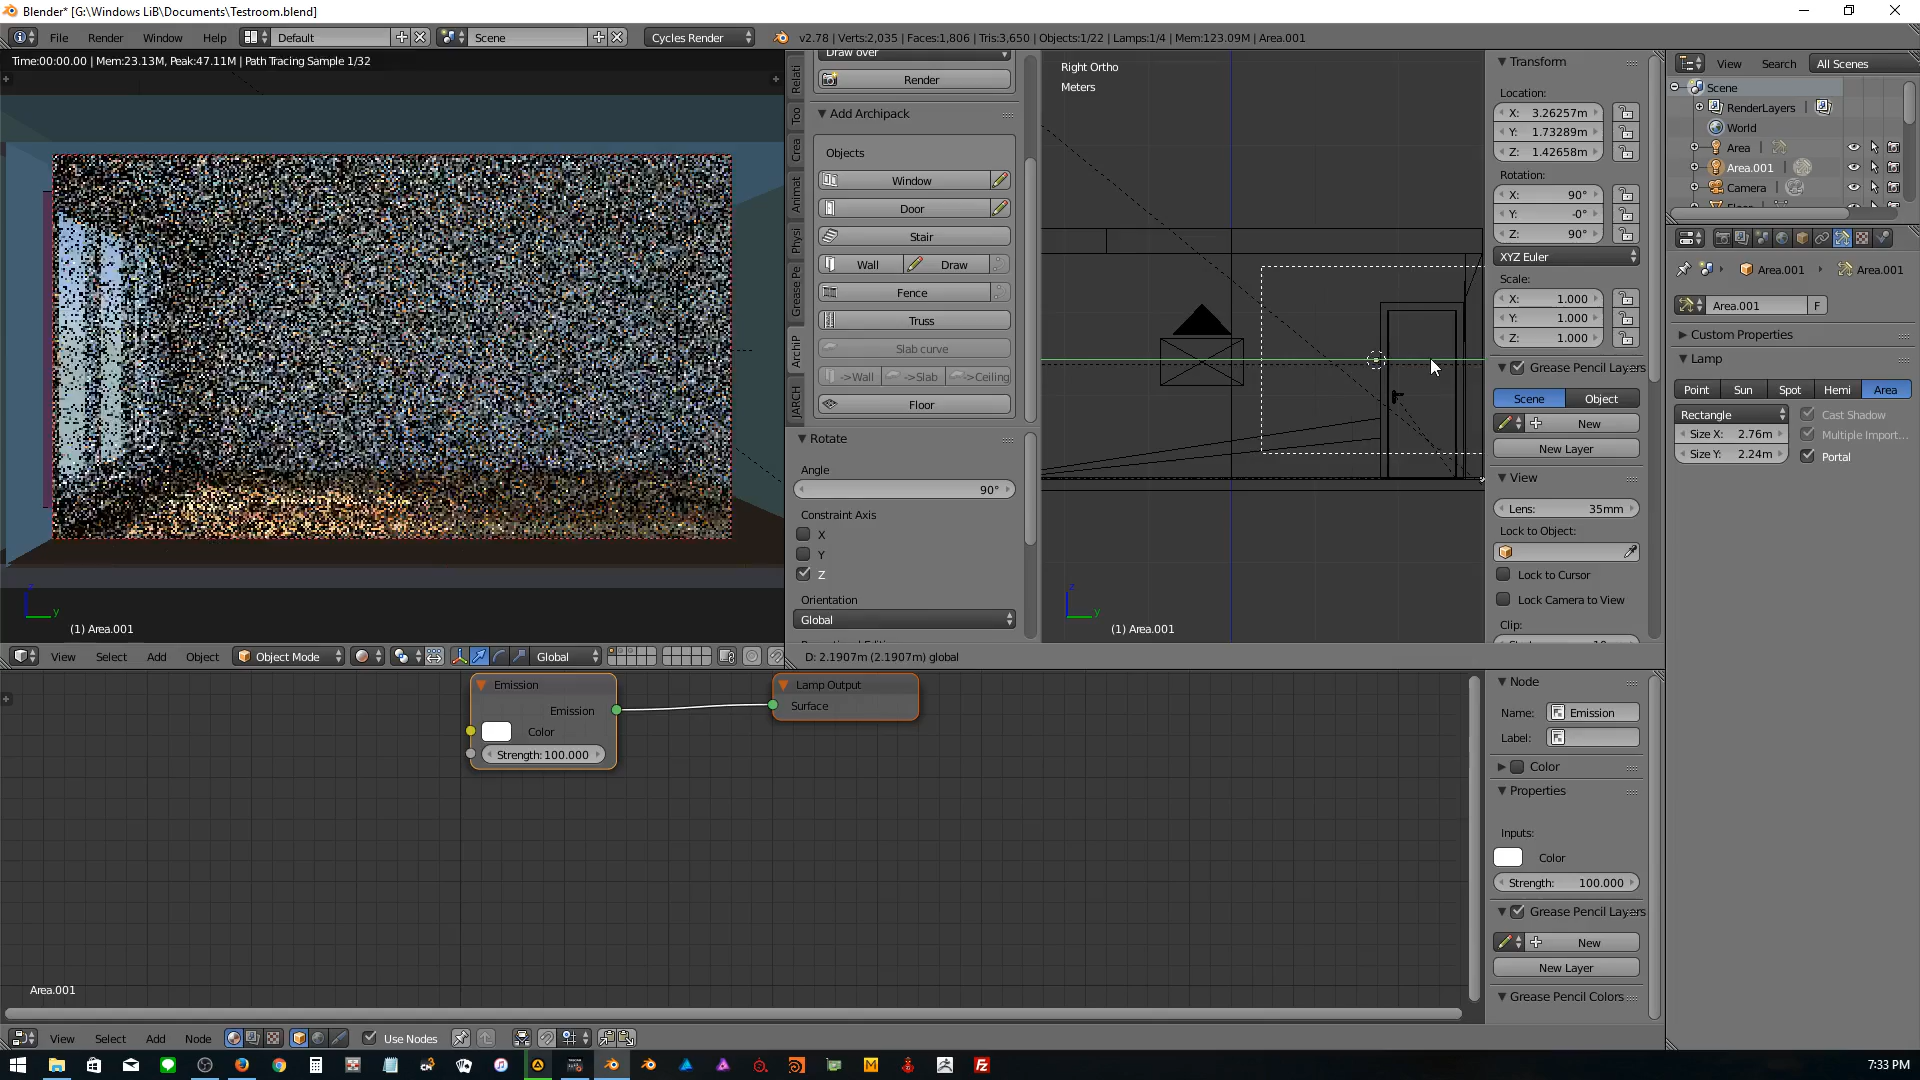 Blender* [G:\Windows LiB\Documents\Testroom.blend]
File Render Window Help Default Scene Cycles Render v2.78 | Verts:2,035 | Faces:1,806 | Tris:3,650 | Objects:1/22 | Lamps:1/4 | Mem:123.09M | Area.001
Time:00:00.00 | Mem:23.13M, Peak:47.11M | Path Tracing Sample 1/32
(1) Area.001
View Select Add Object Object Mode Global
Relati
Too
Crea
Animat
Physi
Grease Pe
ArchiP
JARCH
Draw over
Render
Add Archipack
Objects
Window
Door
Stair
Wall Draw
Fence
Truss
Slab curve
->Wall ->Slab ->Ceiling
Floor
Rotate
Angle
90°
Constraint Axis
X
Y
Z
Orientation
Global
Right Ortho
Meters
(1) Area.001
D: 2.1907m (2.1907m) global
Transform
Location:
X: 3.26257m
Y: 1.73289m
Z: 1.42658m
Rotation:
X: 90°
Y: -0°
Z: 90°
XYZ Euler
Scale:
X: 1.000
Y: 1.000
Z: 1.000
Grease Pencil Layers
Scene Object
New
New Layer
View
Lens: 35mm
Lock to Object:
Lock to Cursor
Lock Camera to View
Clip:
View Search All Scenes
Scene
RenderLayers
World
Area
Area.001
Camera
Area.001 Area.001
Area.001 F
Custom Properties
Lamp
Point Sun Spot Hemi Area
Rectangle Cast Shadow
Size X: 2.76m Multiple Import...
Size Y: 2.24m Portal
Emission
Emission
Color
Strength: 100.000
Lamp Output
Surface
Area.001
Node
Name: Emission
Label:
Color
Properties
Inputs:
Color
Strength: 100.000
Grease Pencil Layers
New
New Layer
Grease Pencil Colors
View Select Add Node Use Nodes
7:33 PM